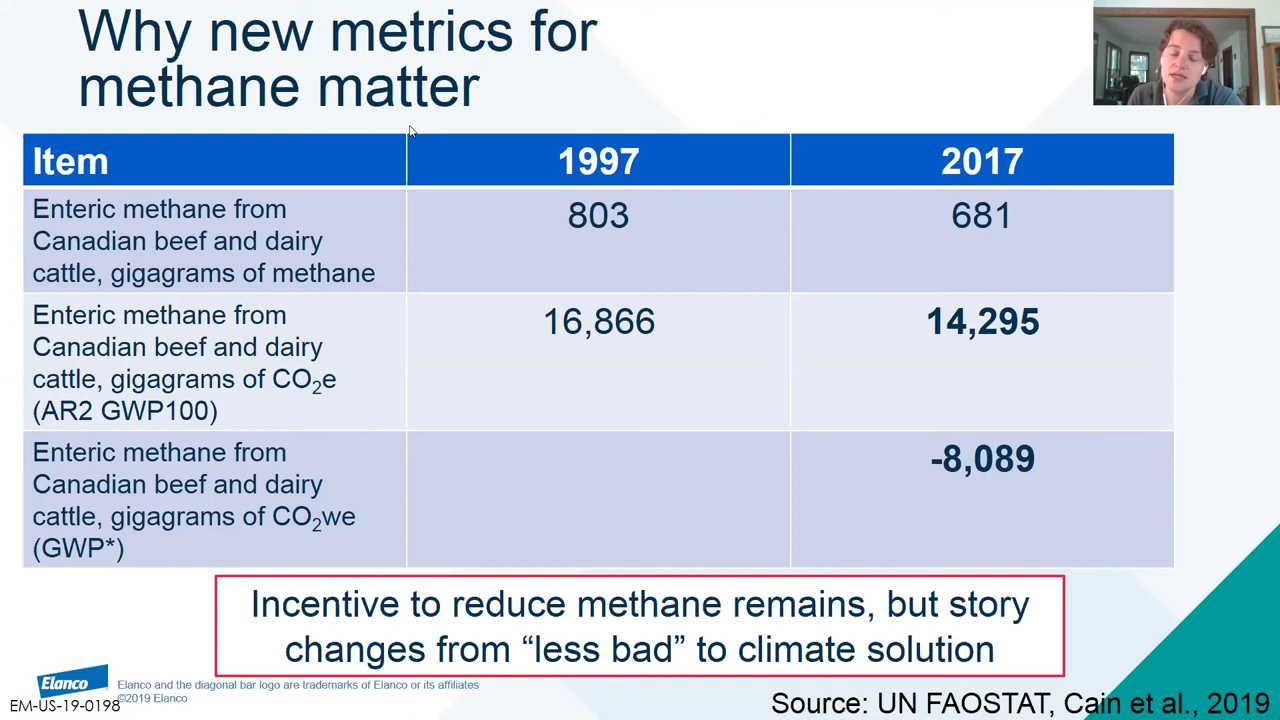 Why new metrics for
methane matter
Item 1997 2017
Enteric methane from
Canadian beef and dairy
cattle, gigagrams of methane
803 681
Enteric methane from
Canadian beef and dairy
cattle, gigagrams of CO₂e
(AR2 GWP100)
16,866 14,295
Enteric methane from
Canadian beef and dairy
cattle, gigagrams of CO₂we
(GWP*)
-8,089
Incentive to reduce methane remains, but story
changes from “less bad” to climate solution
Elanco
Elanco and the diagonal bar logo are trademarks of Elanco or its affiliates
©2019 Elanco
EM-US-19-0198
Source: UN FAOSTAT, Cain et al., 2019